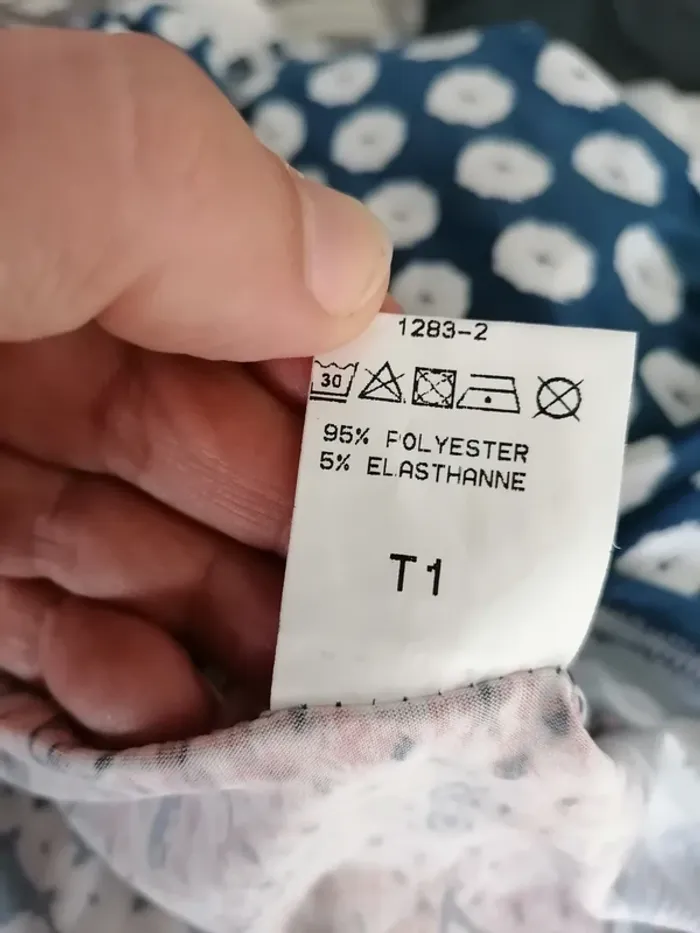 1283-2
30
95% POLYESTER
5% ELASTHANNE
T1